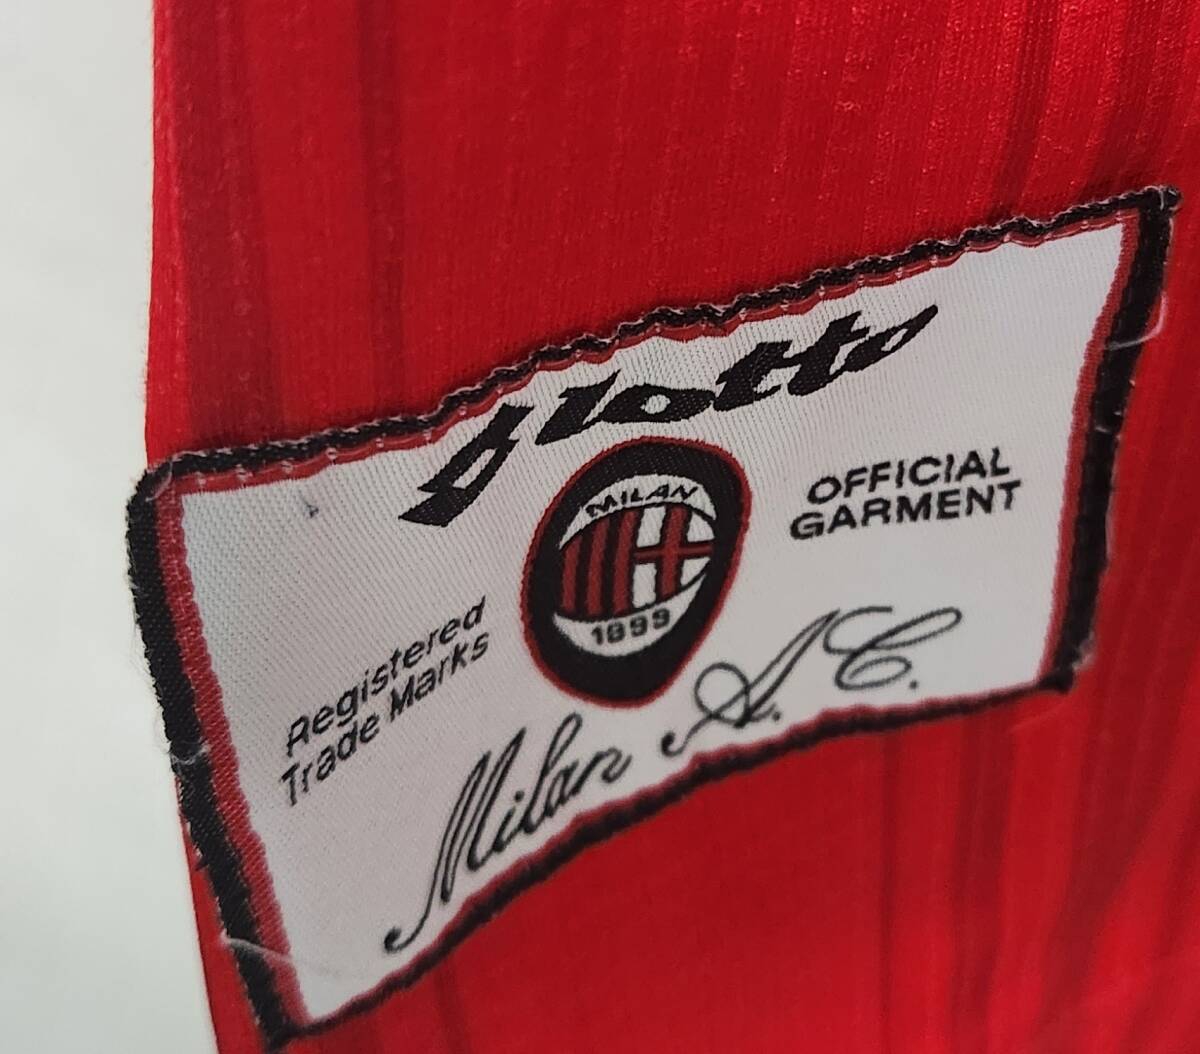 lotto
MILAN
1899
OFFICIAL
GARMENT
Registered
Trade Marks
Milan A.C.